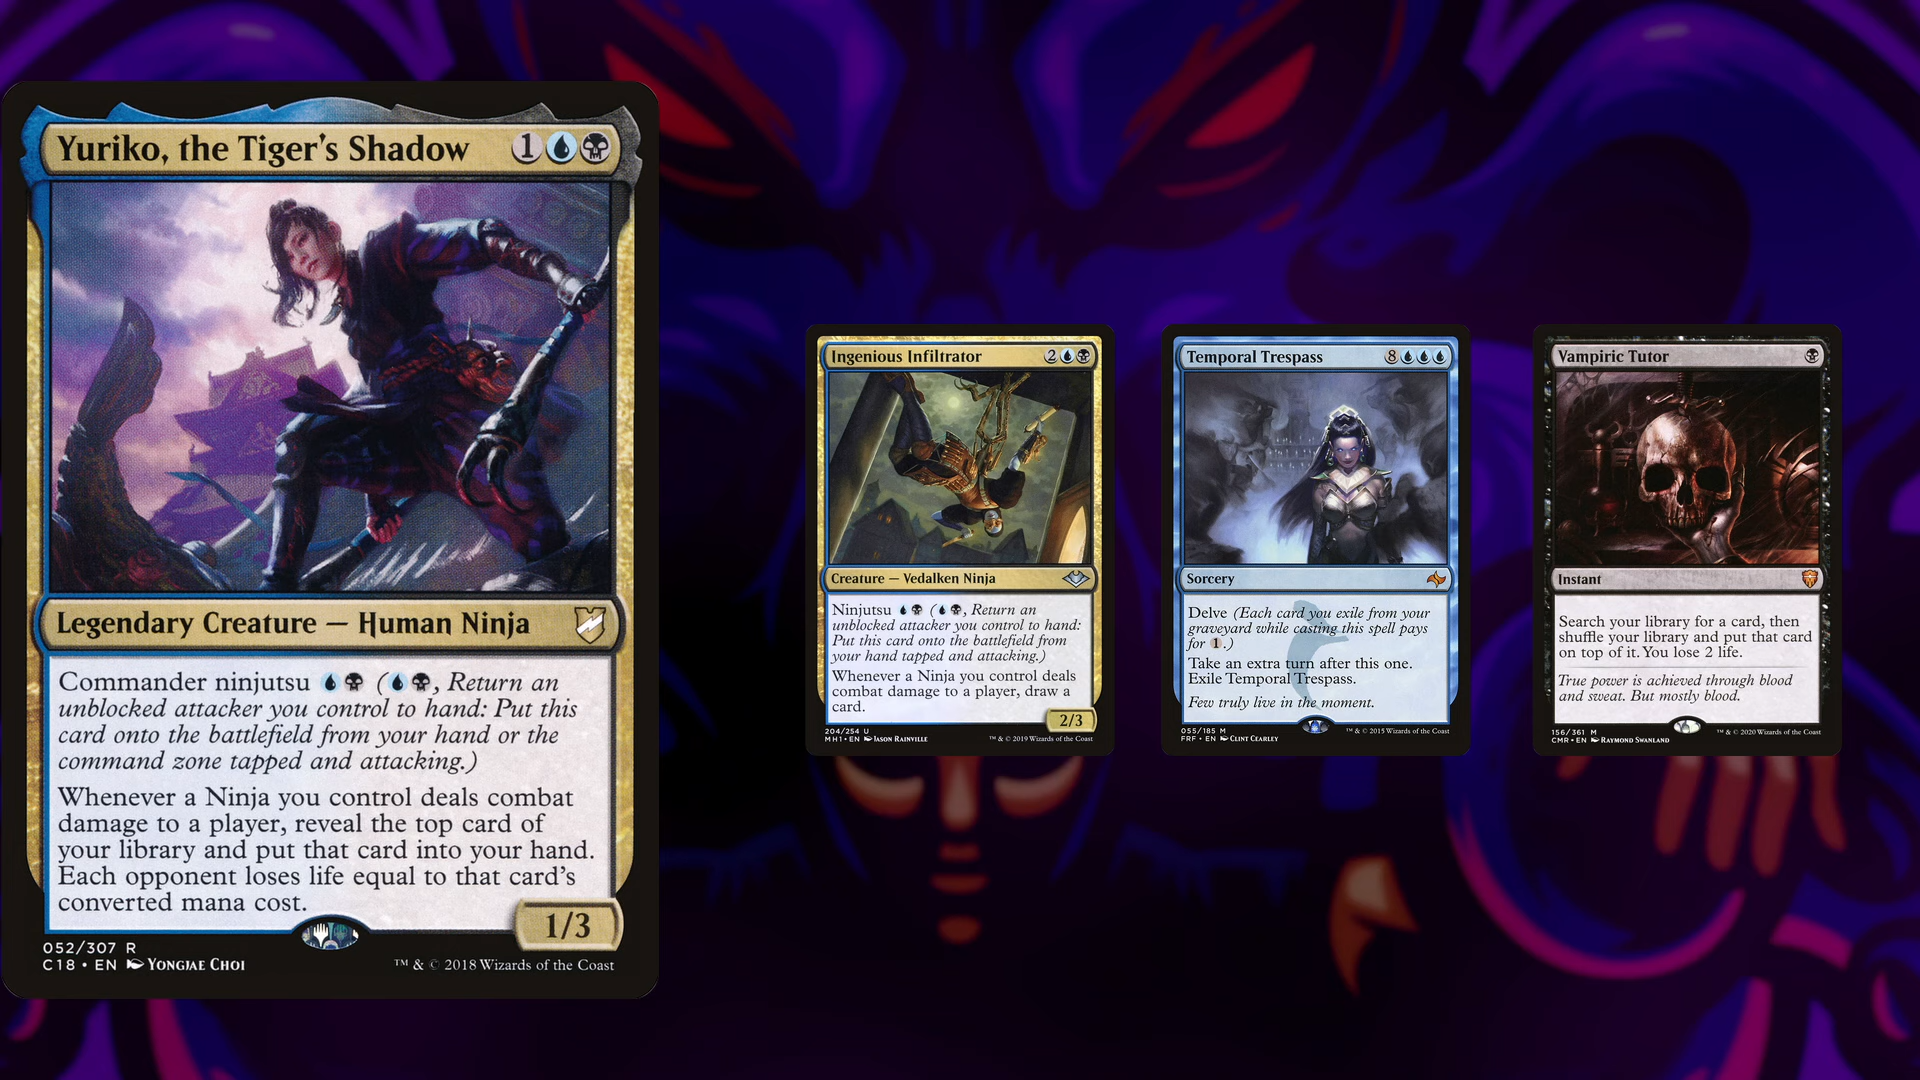 Yuriko, the Tiger's Shadow 1
Legendary Creature — Human Ninja
Commander ninjutsu (, Return an
unblocked attacker you control to hand: Put this
card onto the battlefield from your hand or the
command zone tapped and attacking.)
Whenever a Ninja you control deals combat
damage to a player, reveal the top card of
your library and put that card into your hand.
Each opponent loses life equal to that card's
converted mana cost.
1/3
052/307 R
C18 • EN YONGJAE CHOI
™ & © 2018 Wizards of the Coast
Ingenious Infiltrator 2
Creature — Vedalken Ninja
Ninjutsu (, Return an
unblocked attacker you control to hand:
Put this card onto the battlefield from
your hand tapped and attacking.)
Whenever a Ninja you control deals
combat damage to a player, draw a
card.
2/3
204/254 U
MH1 • EN JASON RAINVILLE
™ & © 2019 Wizards of the Coast
Temporal Trespass 8
Sorcery
Delve (Each card you exile from your
graveyard while casting this spell pays
for 1.)
Take an extra turn after this one.
Exile Temporal Trespass.
Few truly live in the moment.
055/185 M
FRF • EN CLINT CEARLEY
™ & © 2015 Wizards of the Coast
Vampiric Tutor
Instant
Search your library for a card, then
shuffle your library and put that card
on top of it. You lose 2 life.
True power is achieved through blood
and sweat. But mostly blood.
156/361 M
CMR • EN RAYMOND SWANLAND
™ & © 2020 Wizards of the Coast